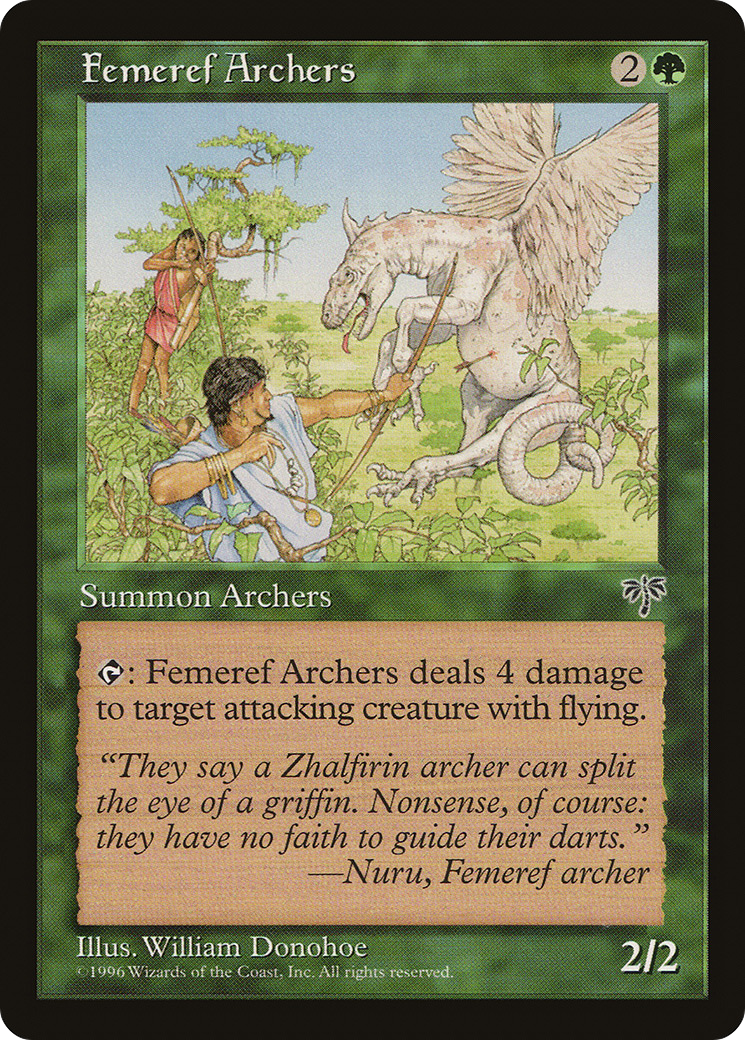 Femeref Archers 2
Summon Archers
: Femeref Archers deals 4 damage
to target attacking creature with flying.
“They say a Zhalfirin archer can split
the eye of a griffin. Nonsense, of course:
they have no faith to guide their darts.”
—Nuru, Femeref archer
Illus. William Donohoe
©1996 Wizards of the Coast, Inc. All rights reserved.
2/2